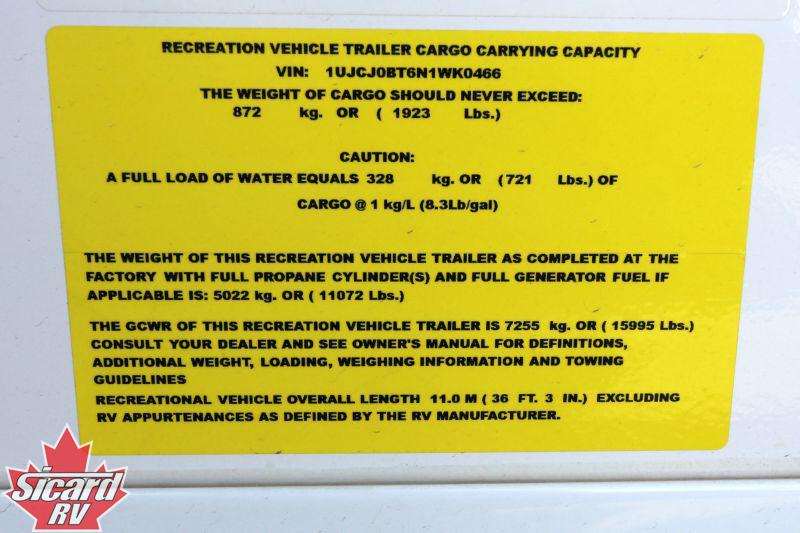 RECREATION VEHICLE TRAILER CARGO CARRYING CAPACITY
VIN: 1UJCJ0BT6N1WK0466
THE WEIGHT OF CARGO SHOULD NEVER EXCEED:
872 kg. OR ( 1923 Lbs.)
CAUTION:
A FULL LOAD OF WATER EQUALS 328 kg. OR (721 Lbs.) OF
CARGO @ 1 kg/L (8.3Lb/gal)
THE WEIGHT OF THIS RECREATION VEHICLE TRAILER AS COMPLETED AT THE
FACTORY WITH FULL PROPANE CYLINDER(S) AND FULL GENERATOR FUEL IF
APPLICABLE IS: 5022 kg. OR ( 11072 Lbs.)
THE GCWR OF THIS RECREATION VEHICLE TRAILER IS 7255 kg. OR ( 15995 Lbs.)
CONSULT YOUR DEALER AND SEE OWNER'S MANUAL FOR DEFINITIONS,
ADDITIONAL WEIGHT, LOADING, WEIGHING INFORMATION AND TOWING
GUIDELINES
RECREATIONAL VEHICLE OVERALL LENGTH 11.0 M ( 36 FT. 3 IN.) EXCLUDING
RV APPURTENANCES AS DEFINED BY THE RV MANUFACTURER.
Sicard
RV